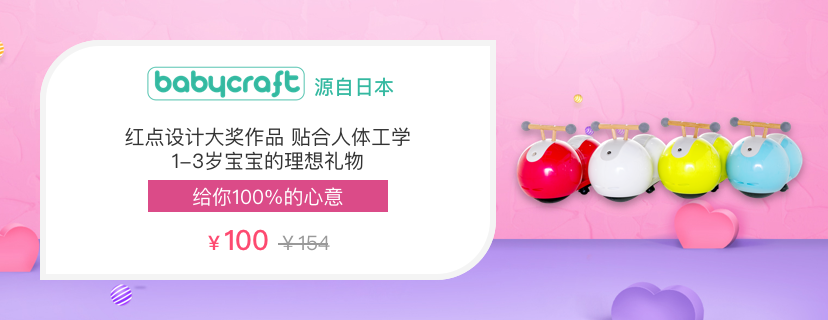 babycraft 源自日本
红点设计大奖作品 贴合人体工学
1-3岁宝宝的理想礼物
给你100%的心意
￥100 ￥154